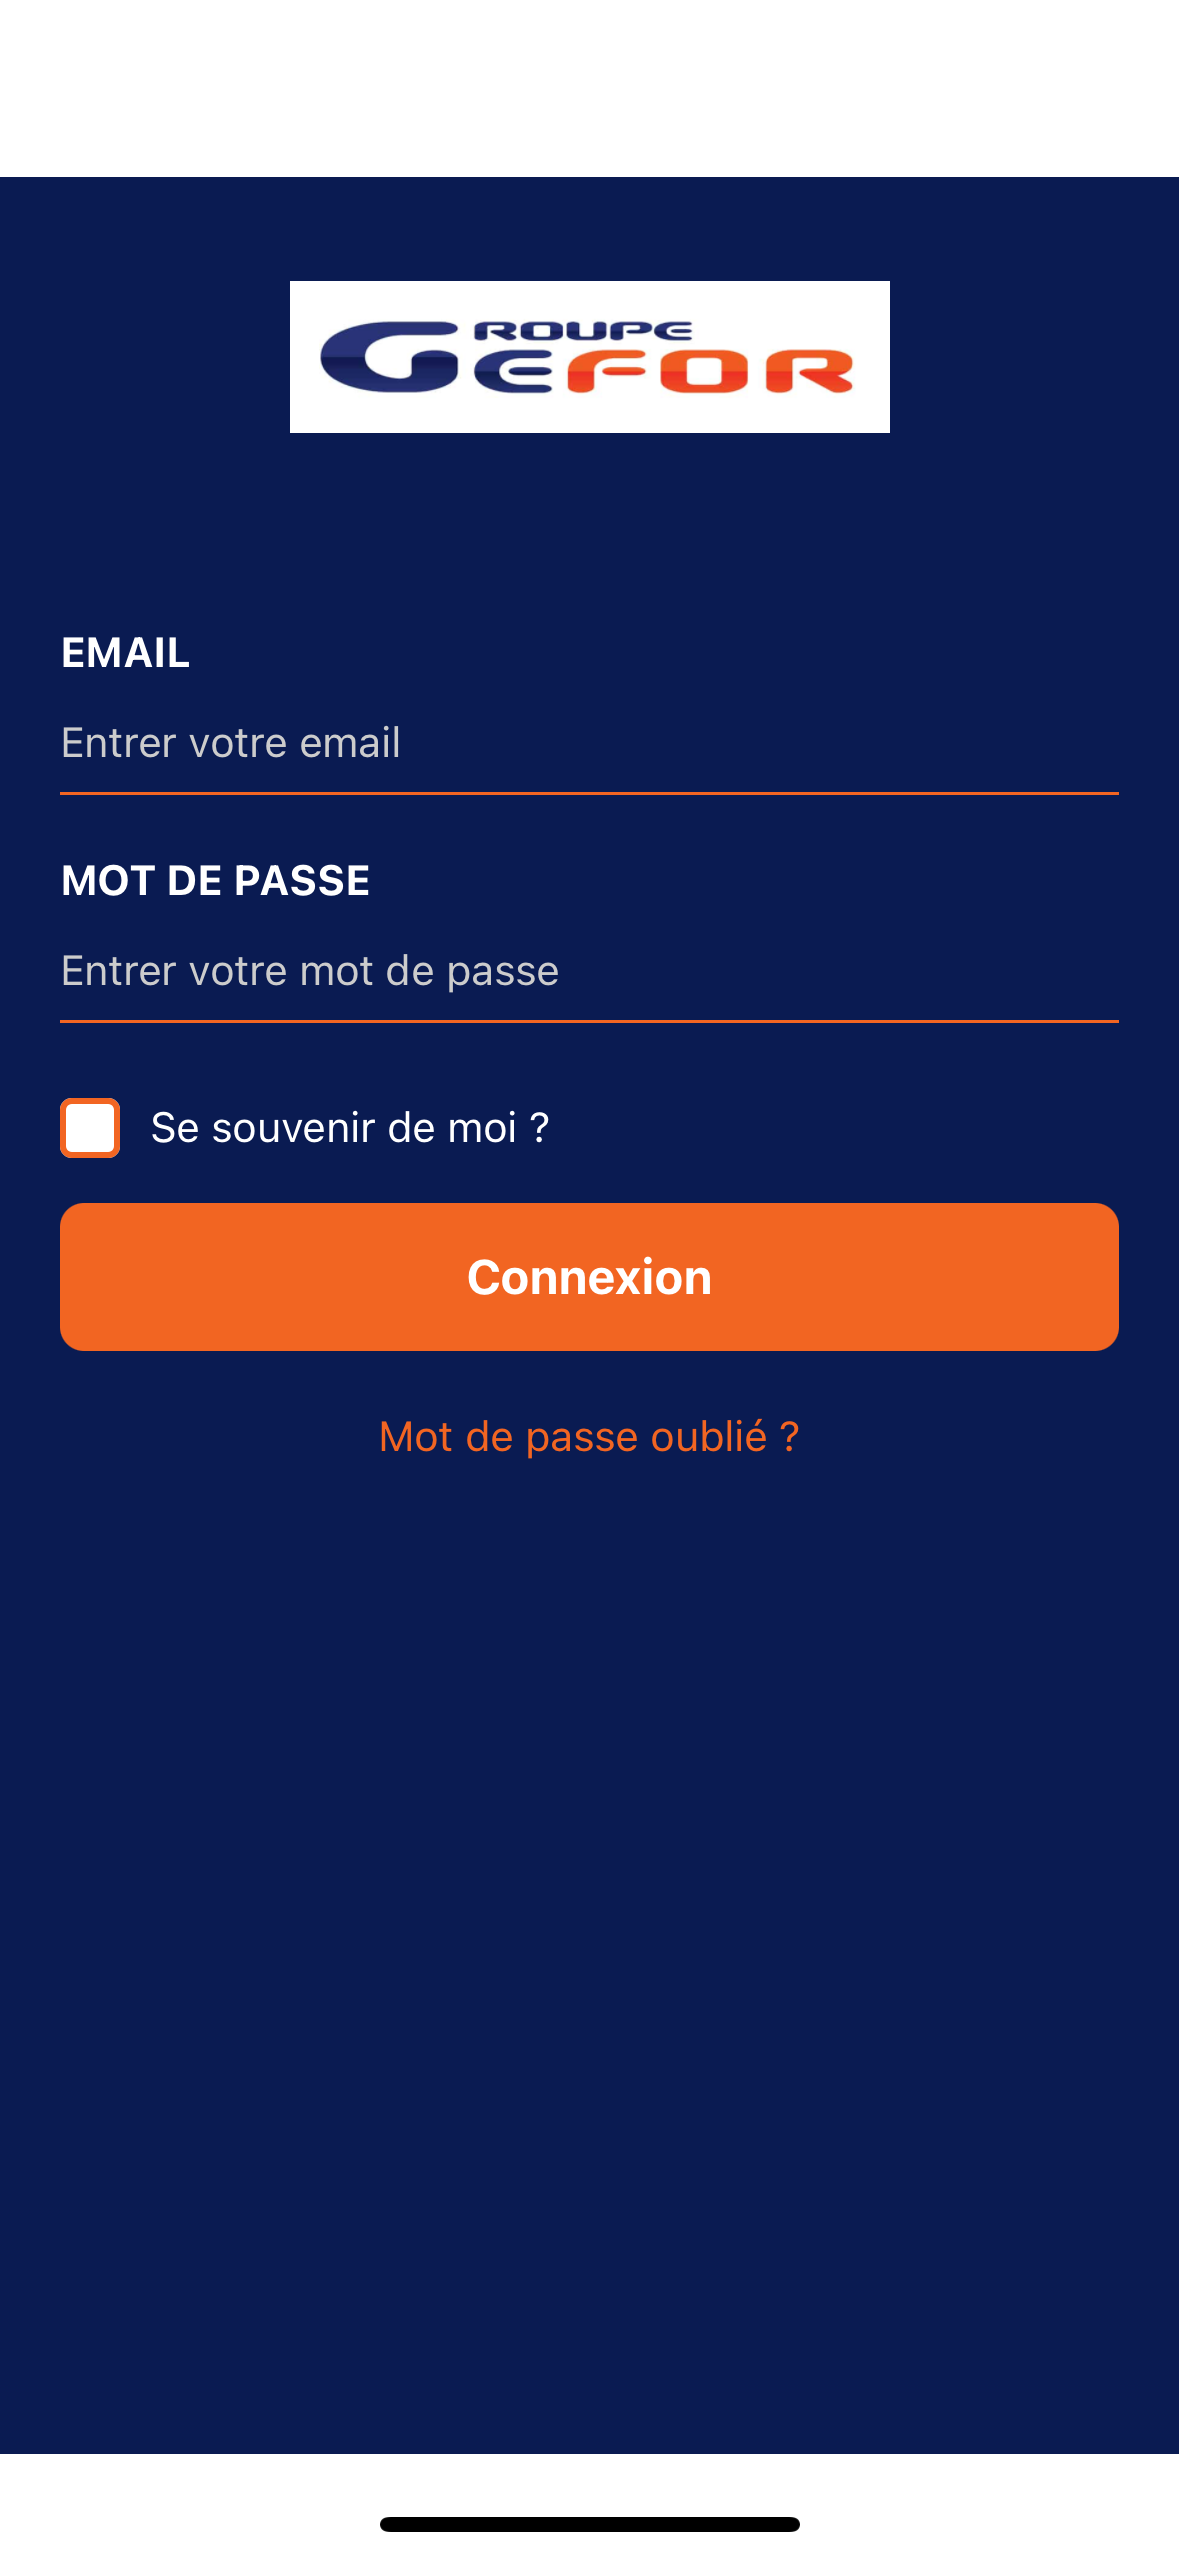 GROUPE
GEFOR
EMAIL
Entrer votre email
MOT DE PASSE
Entrer votre mot de passe
Se souvenir de moi ?
Connexion
Mot de passe oublié ?